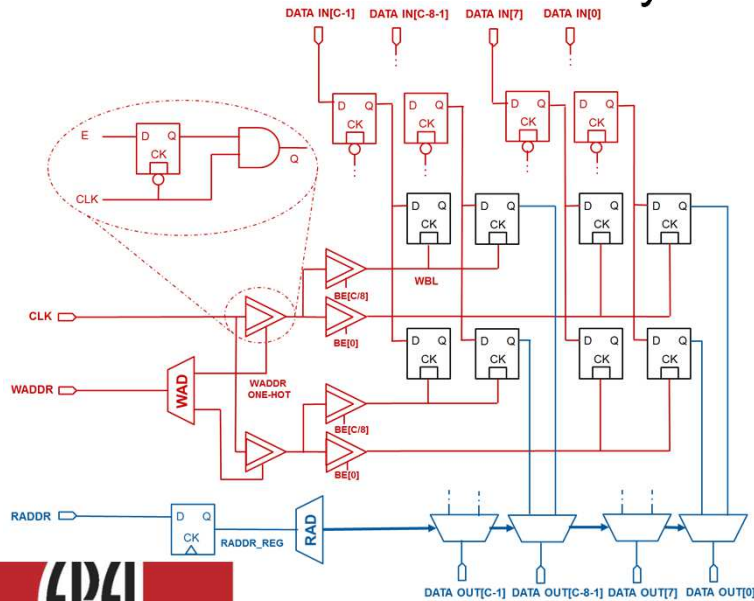 DATA IN[C-1] DATA IN[C-8-1] DATA IN[7] DATA IN[0]
D Q
CK
D Q
CK
D Q
CK
D Q
CK
E
D Q
CK
Q
CLK
D Q
CK
D Q
CK
D Q
CK
D Q
CK
WBL
BE[C/8]
CLK
BE[0]
D Q
CK
D Q
CK
D Q
CK
D Q
CK
WADDR
WAD
WADDR
ONE-HOT
BE[C/8]
BE[0]
RADDR
D Q
CK
RADDR_REG
RAD
DATA OUT[C-1] DATA OUT[C-8-1] DATA OUT[7] DATA OUT[0]